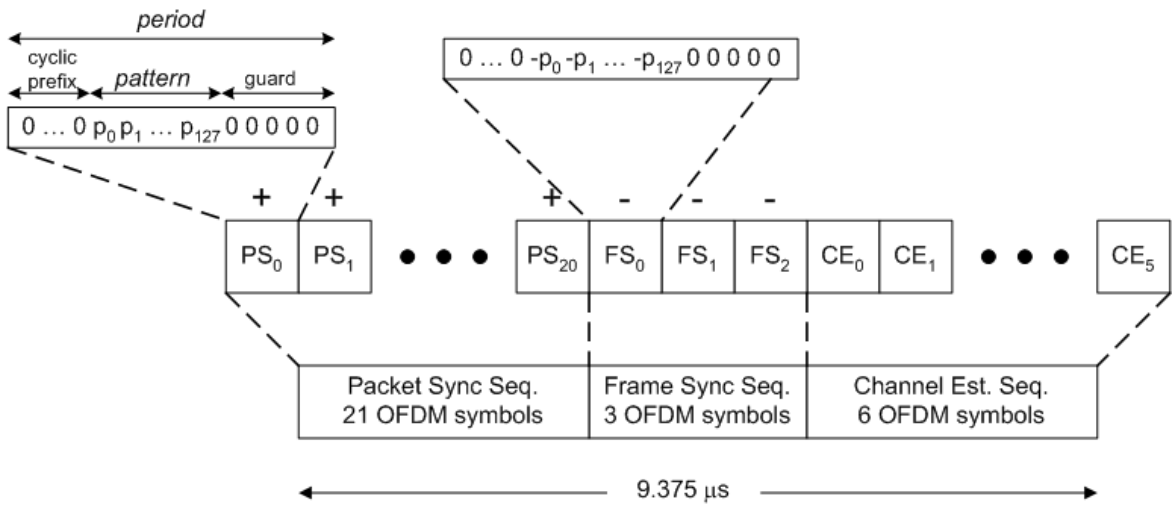 period
cyclic prefix
pattern
guard
0 … 0 p₀ p₁ … p₁₂₇ 0 0 0 0 0
0 … 0 -p₀ -p₁ … -p₁₂₇ 0 0 0 0 0
+ + + - - -
PS₀ PS₁ ● ● ● PS₂₀ FS₀ FS₁ FS₂ CE₀ CE₁ ● ● ● CE₅
Packet Sync Seq.
21 OFDM symbols
Frame Sync Seq.
3 OFDM symbols
Channel Est. Seq.
6 OFDM symbols
9.375 μs